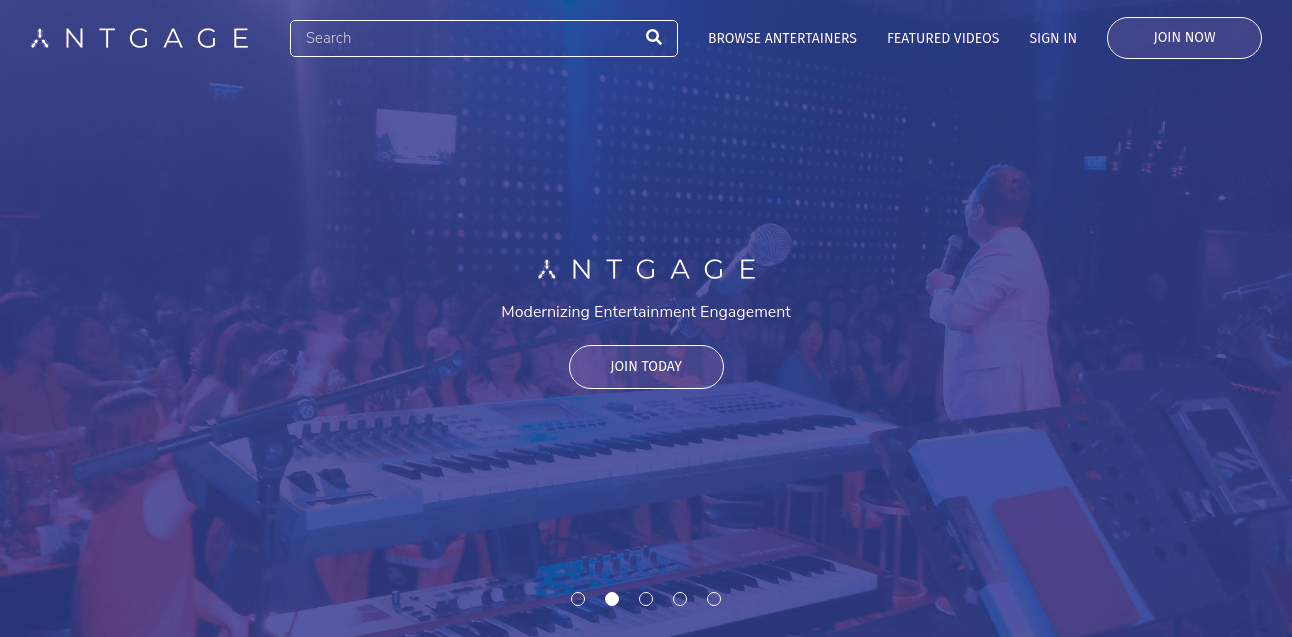 ANTGAGE
Search
BROWSE ANTERTAINERS
FEATURED VIDEOS
SIGN IN
JOIN NOW
ANTGAGE
Modernizing Entertainment Engagement
JOIN TODAY